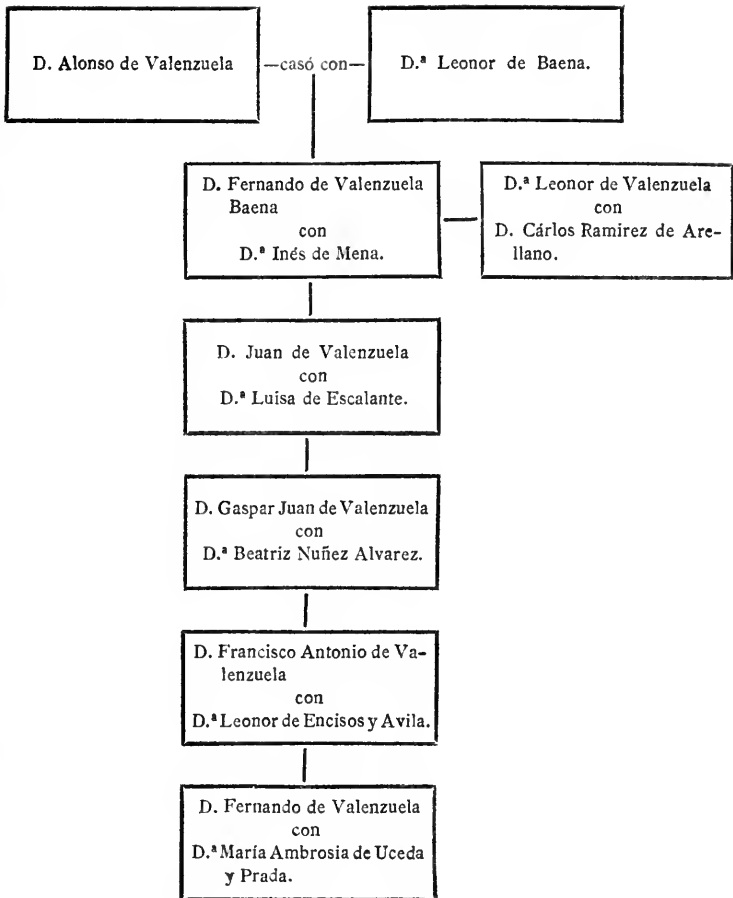 D. Alonso de Valenzuela —casó con— D.ª Leonor de Baena.
D. Fernando de Valenzuela
Baena
con
D.ª Inés de Mena.
D.ª Leonor de Valenzuela
con
D. Cárlos Ramirez de Are-
llano.
D. Juan de Valenzuela
con
D.ª Luisa de Escalante.
D. Gaspar Juan de Valenzuela
con
D.ª Beatriz Nuñez Alvarez.
D. Francisco Antonio de Va-
lenzuela
con
D.ª Leonor de Encisos y Avila.
D. Fernando de Valenzuela
con
D.ª María Ambrosia de Uceda
y Prada.